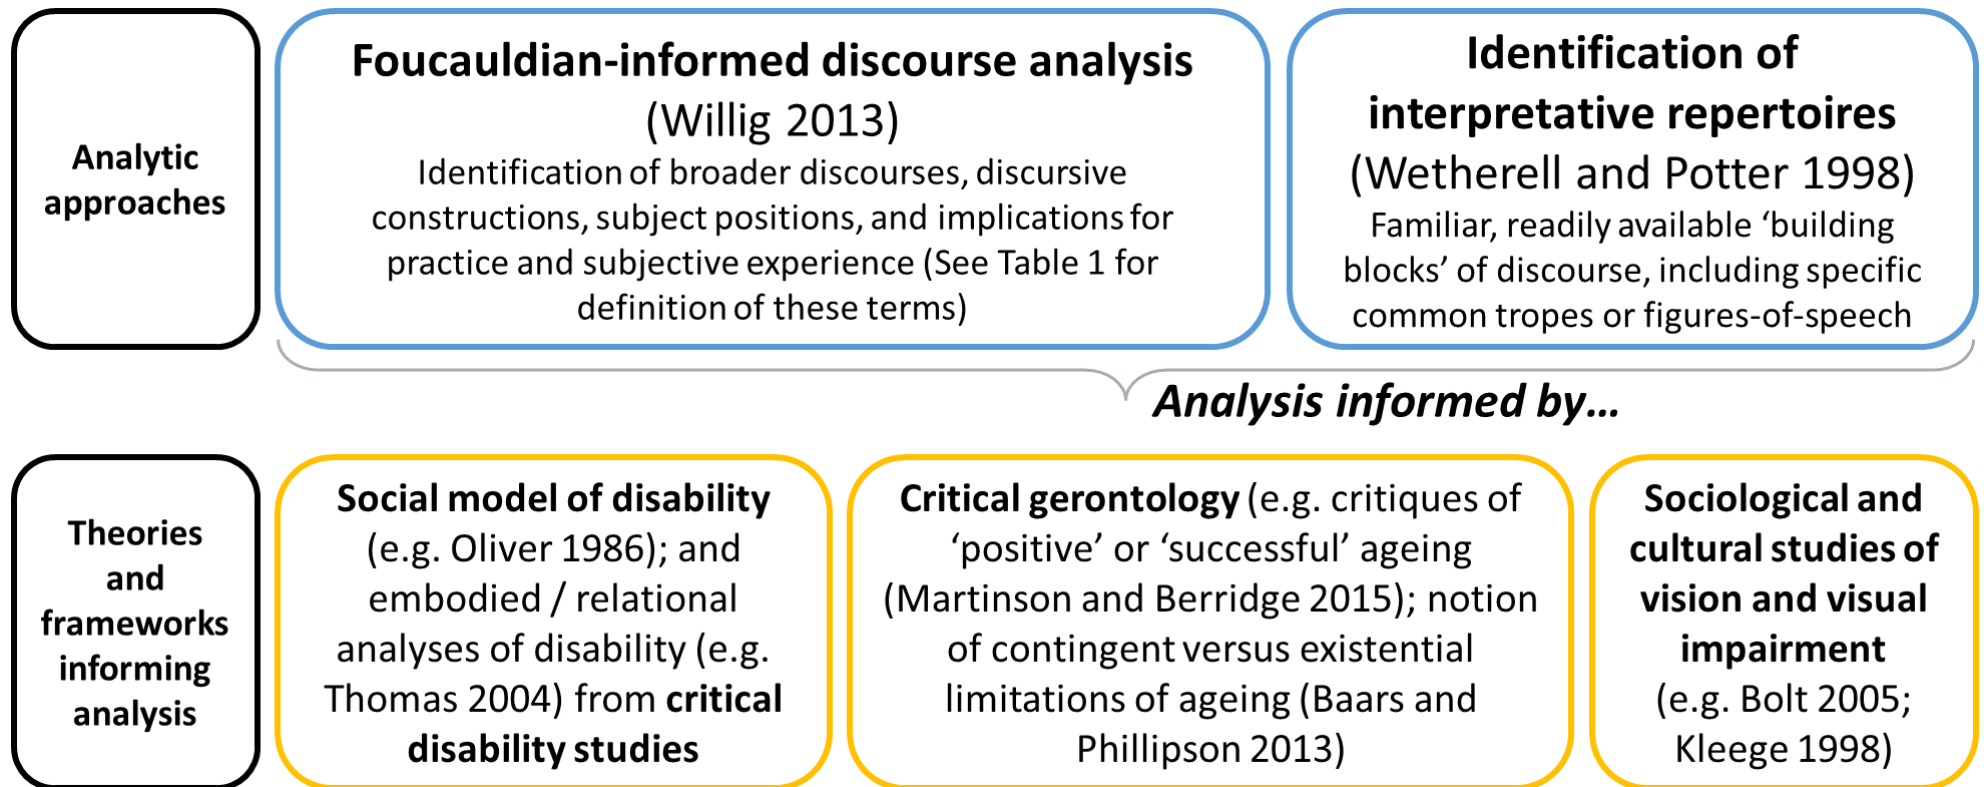 Analytic
approaches
Foucauldian-informed discourse analysis
(Willig 2013)
Identification of broader discourses, discursive
constructions, subject positions, and implications for
practice and subjective experience (See Table 1 for
definition of these terms)
Identification of
interpretative repertoires
(Wetherell and Potter 1998)
Familiar, readily available ‘building
blocks’ of discourse, including specific
common tropes or figures-of-speech
Analysis informed by…
Theories
and
frameworks
informing
analysis
Social model of disability
(e.g. Oliver 1986); and
embodied / relational
analyses of disability (e.g.
Thomas 2004) from critical
disability studies
Critical gerontology (e.g. critiques of
‘positive’ or ‘successful’ ageing
(Martinson and Berridge 2015); notion
of contingent versus existential
limitations of ageing (Baars and
Phillipson 2013)
Sociological and
cultural studies of
vision and visual
impairment
(e.g. Bolt 2005;
Kleege 1998)